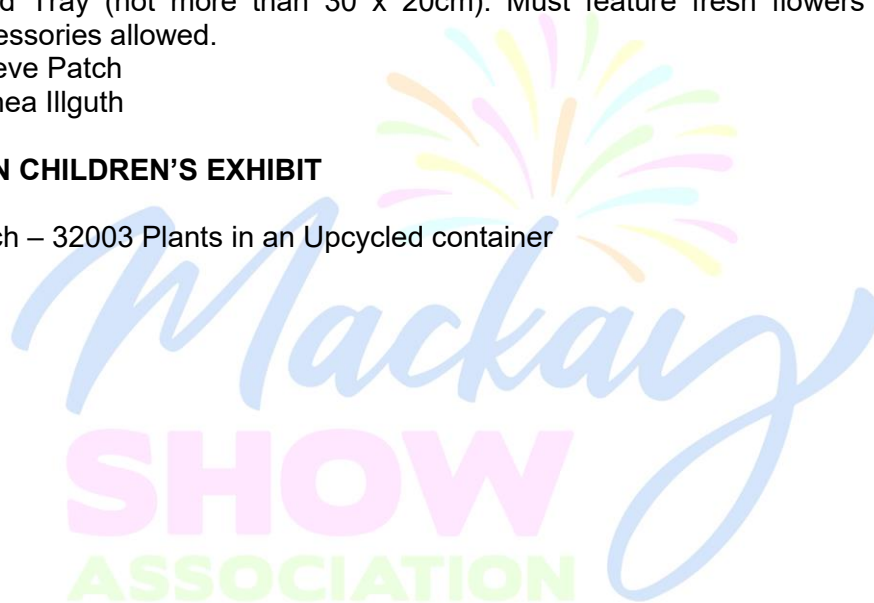 d Tray (not more than 30 x 20cm). Must feature fresh flowers
essories allowed.
eve Patch
nea Illguth
N CHILDREN'S EXHIBIT
ch – 32003 Plants in an Upcycled container
Mackay
SHOW
ASSOCIATION